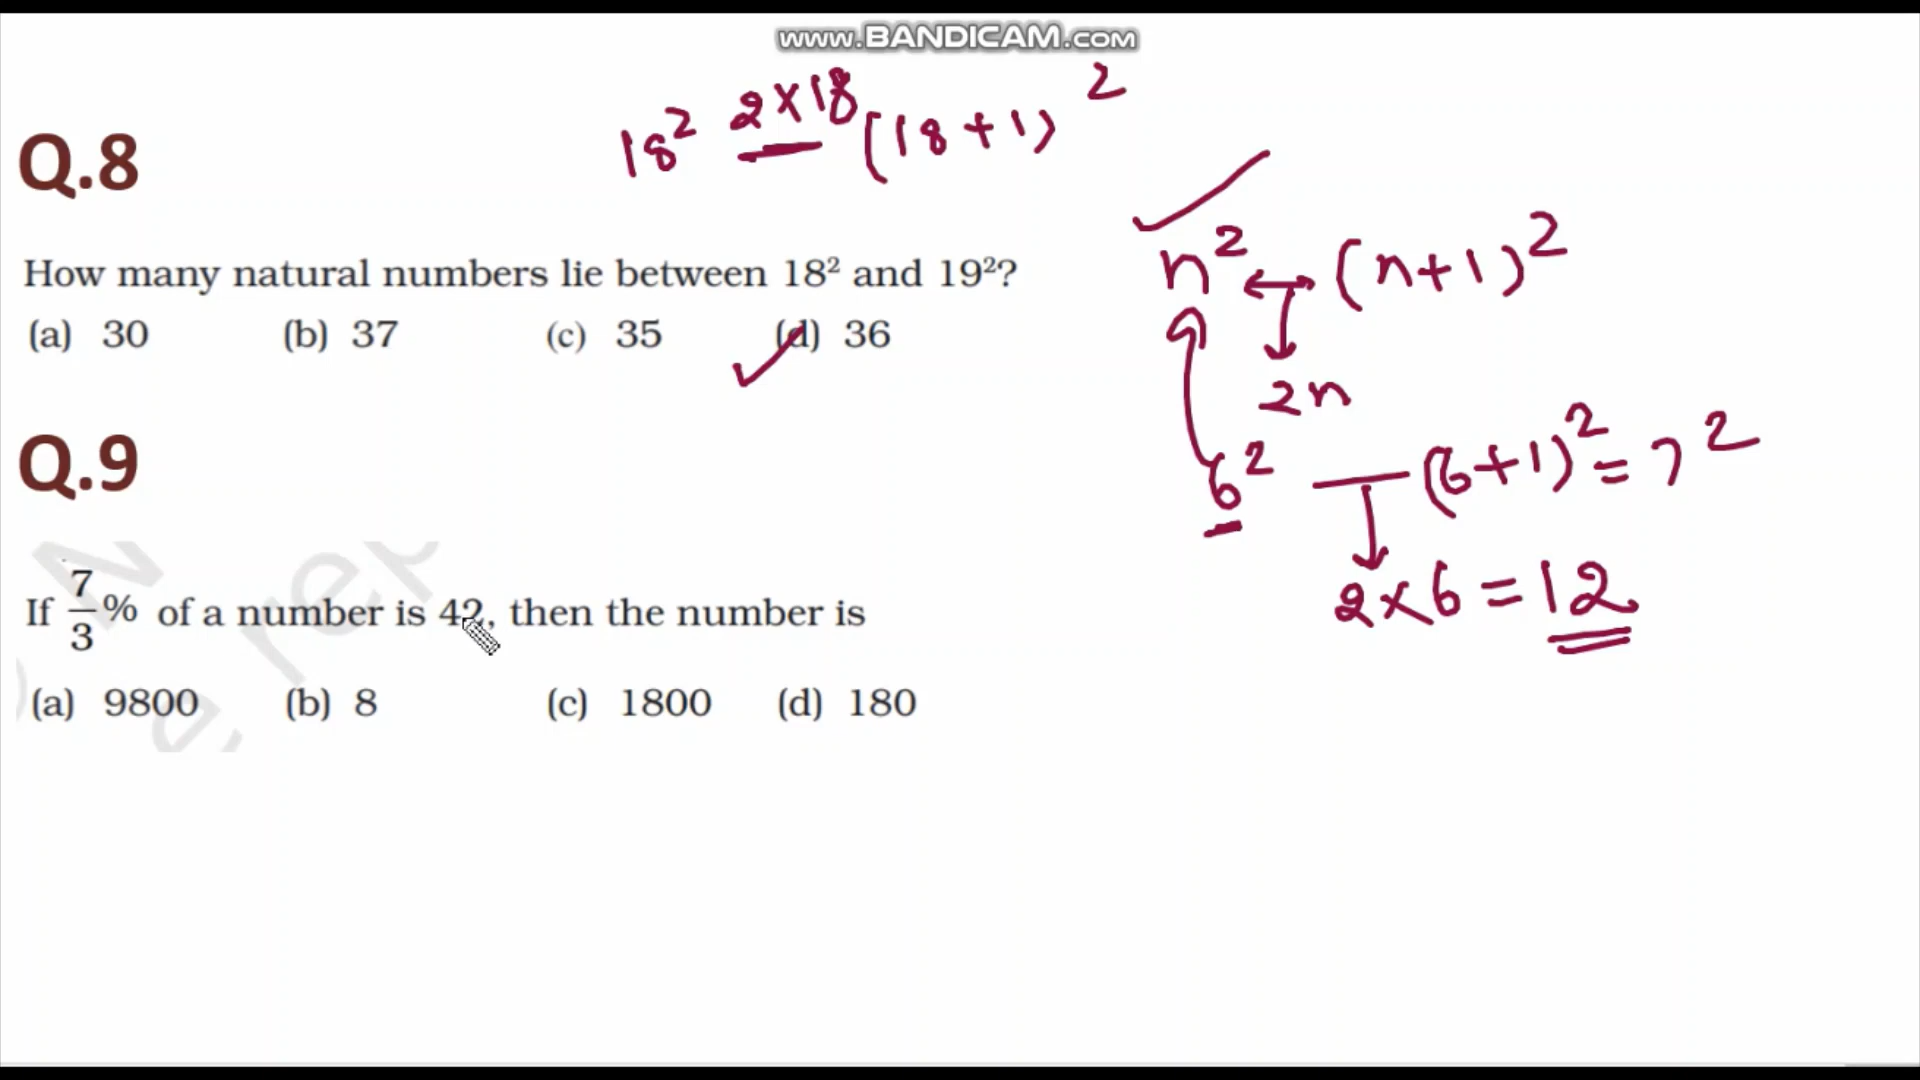 www.BANDICAM.com
18² 2×18 (18+1)²
Q.8
n² ↔ (n+1)²
How many natural numbers lie between 18² and 19²?
(a) 30 (b) 37 (c) 35 (d) 36
2n
Q.9
6² — (6+1)² = 7²
2×6 = 12
If 7/3% of a number is 42, then the number is
(a) 9800 (b) 8 (c) 1800 (d) 180